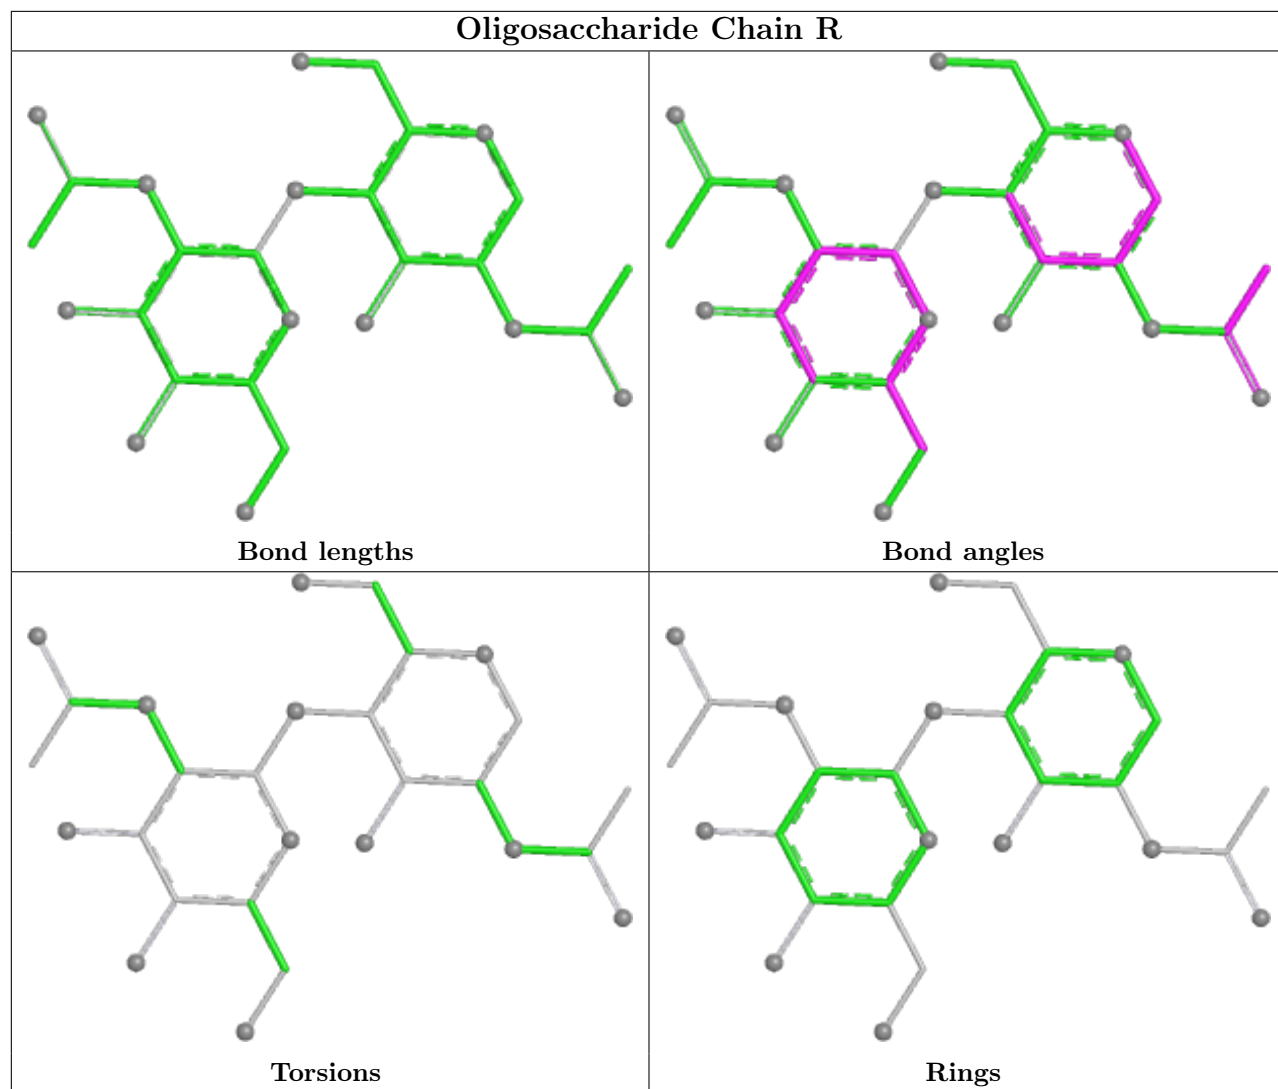 Oligosaccharide Chain R
Bond lengths
Bond angles
Torsions
Rings